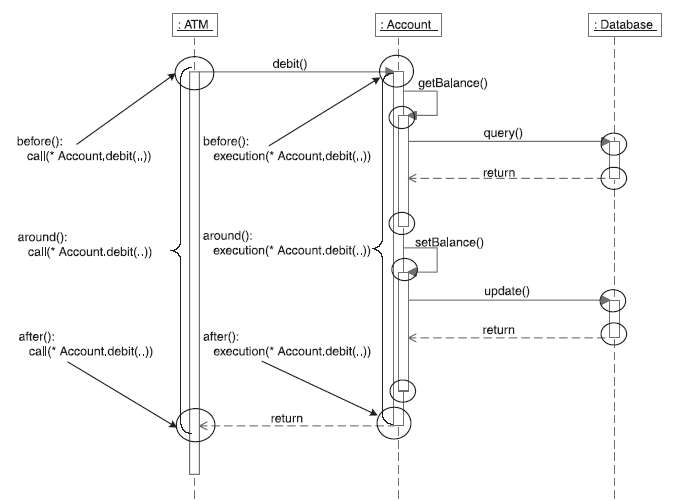 : ATM
: Account
: Database
debit()
getBalance()
before():
call(* Account.debit(..))
before():
execution(* Account.debit(..))
query()
return
around():
call(* Account.debit(..))
around():
execution(* Account.debit(..))
setBalance()
update()
return
after():
call(* Account.debit(..))
after():
execution(* Account.debit(..))
return